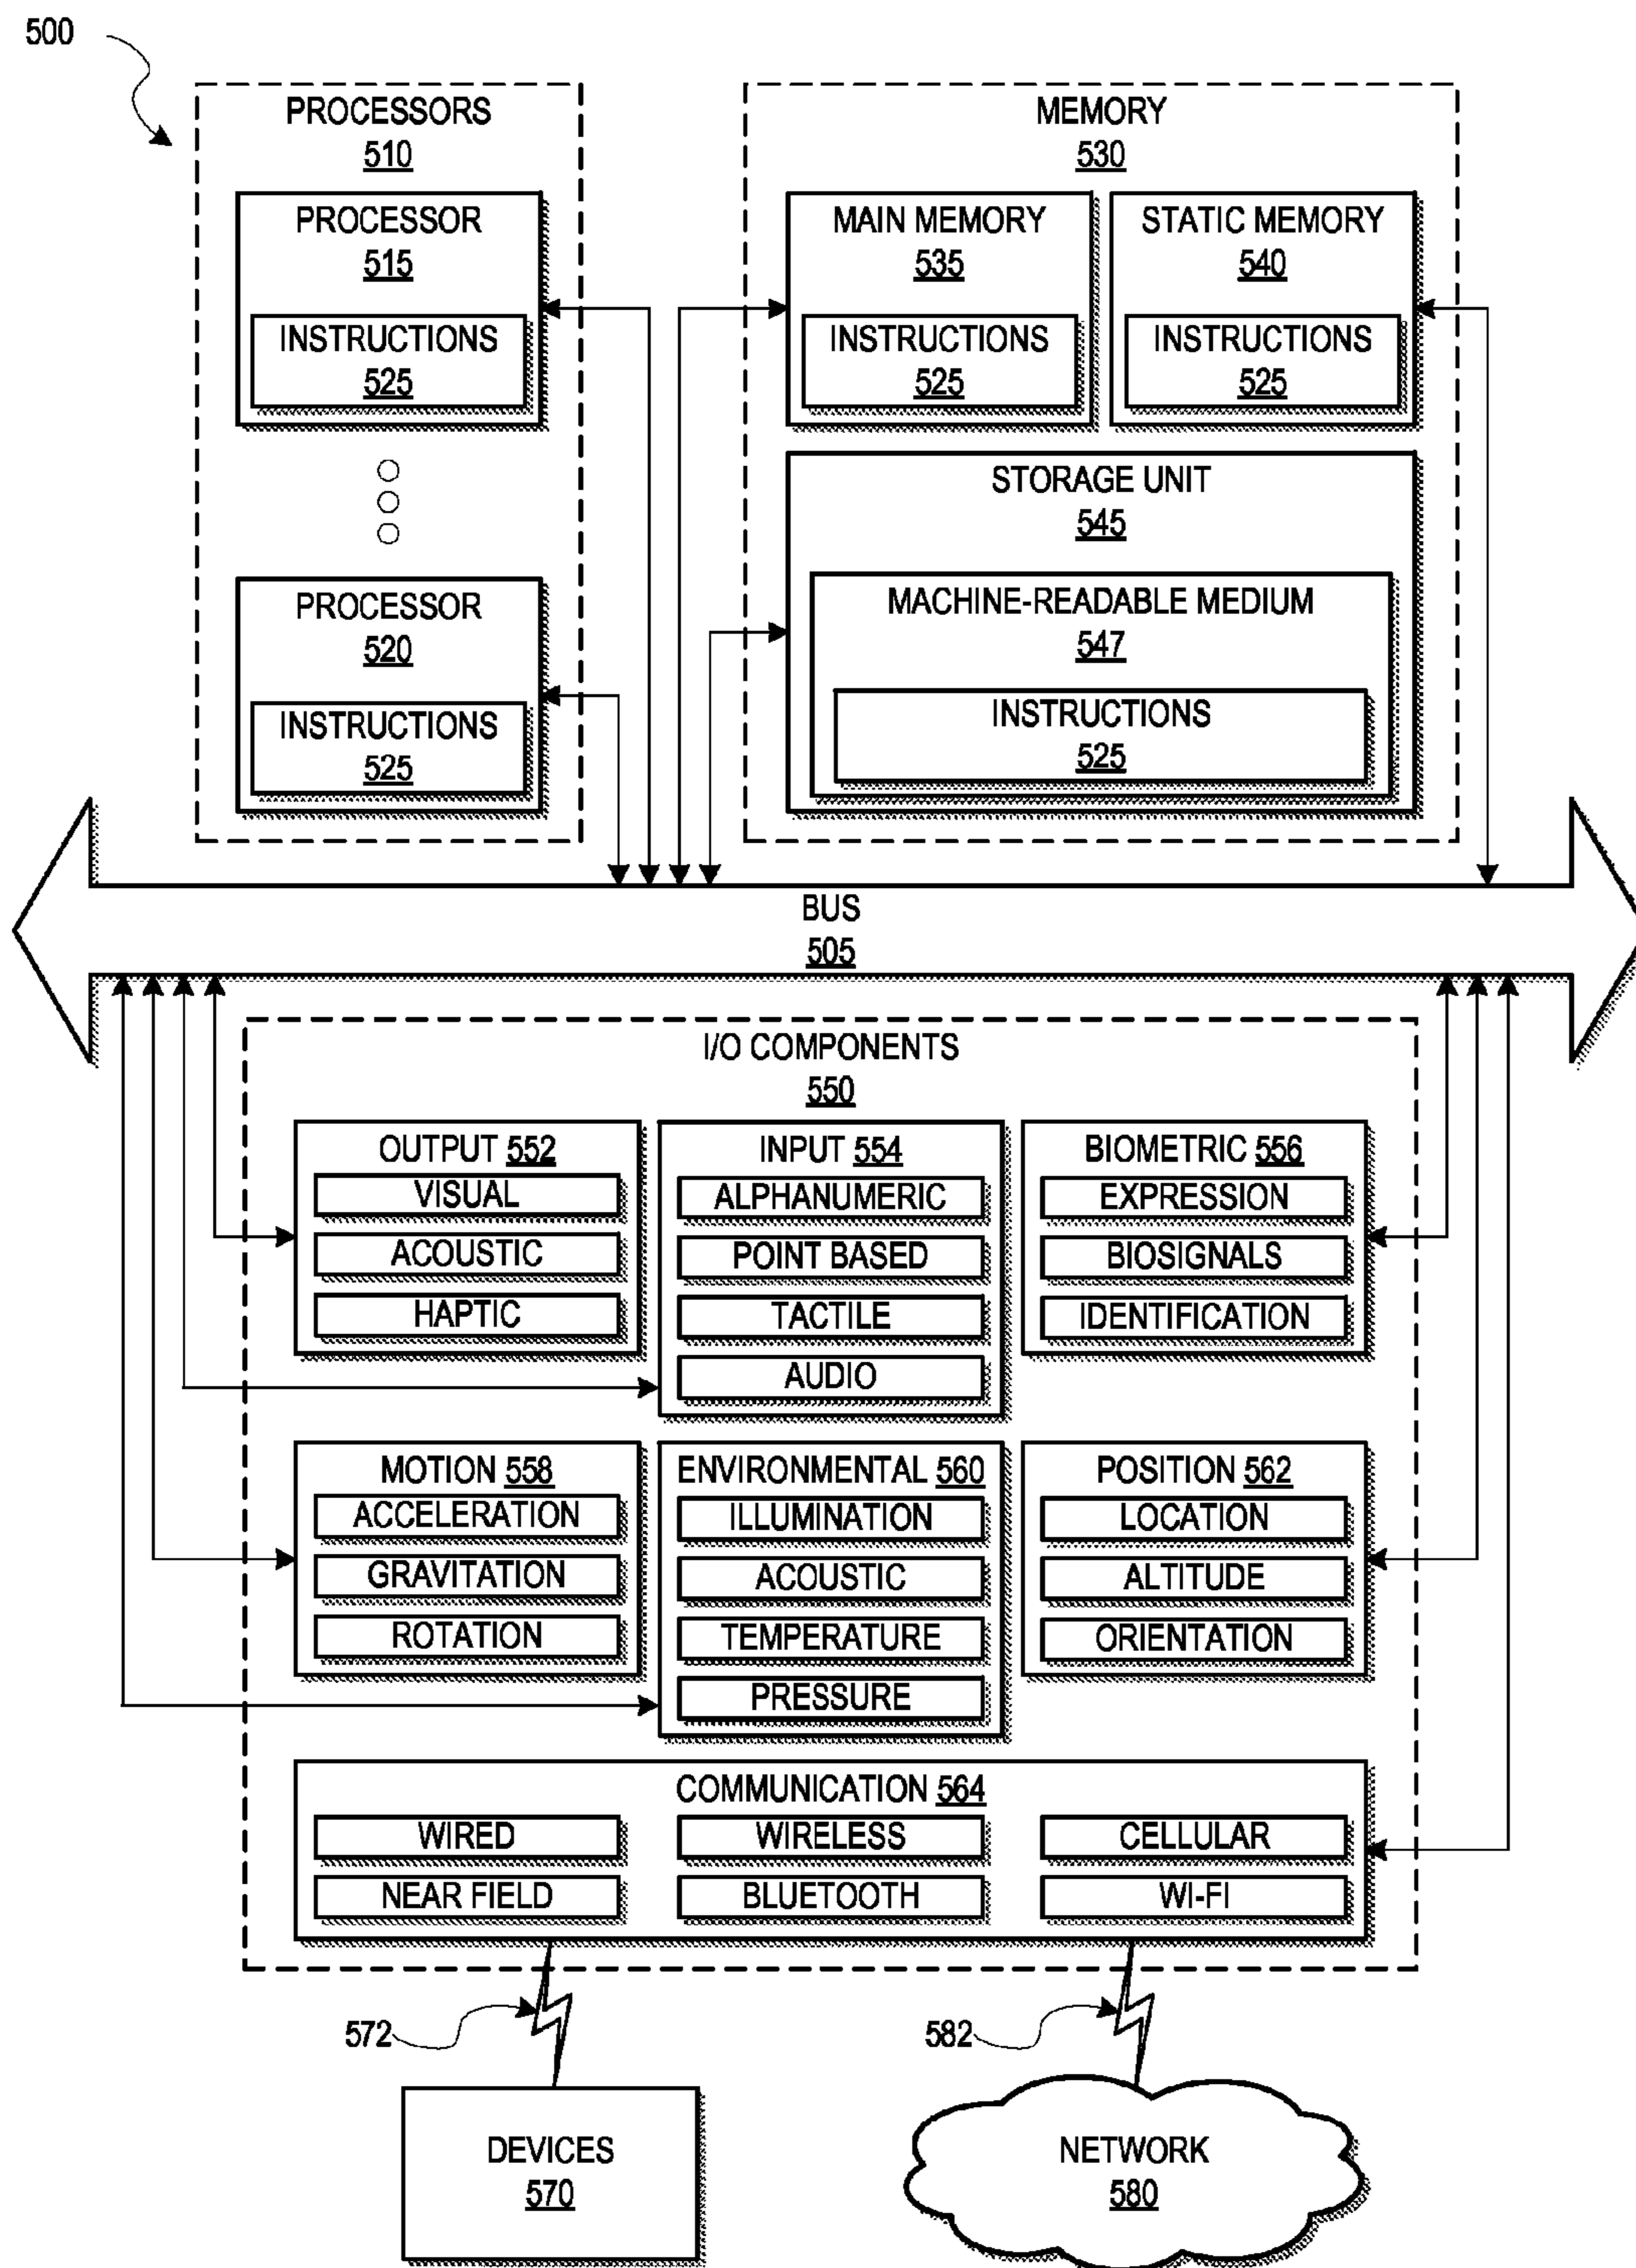 500
PROCESSORS
510
PROCESSOR
515
INSTRUCTIONS
525
PROCESSOR
520
INSTRUCTIONS
525
MEMORY
530
MAIN MEMORY
535
INSTRUCTIONS
525
STATIC MEMORY
540
INSTRUCTIONS
525
STORAGE UNIT
545
MACHINE-READABLE MEDIUM
547
INSTRUCTIONS
525
BUS
505
I/O COMPONENTS
550
OUTPUT 552
VISUAL
ACOUSTIC
HAPTIC
INPUT 554
ALPHANUMERIC
POINT BASED
TACTILE
AUDIO
BIOMETRIC 556
EXPRESSION
BIOSIGNALS
IDENTIFICATION
MOTION 558
ACCELERATION
GRAVITATION
ROTATION
ENVIRONMENTAL 560
ILLUMINATION
ACOUSTIC
TEMPERATURE
PRESSURE
POSITION 562
LOCATION
ALTITUDE
ORIENTATION
COMMUNICATION 564
WIRED
WIRELESS
CELLULAR
NEAR FIELD
BLUETOOTH
WI-FI
572
582
DEVICES
570
NETWORK
580